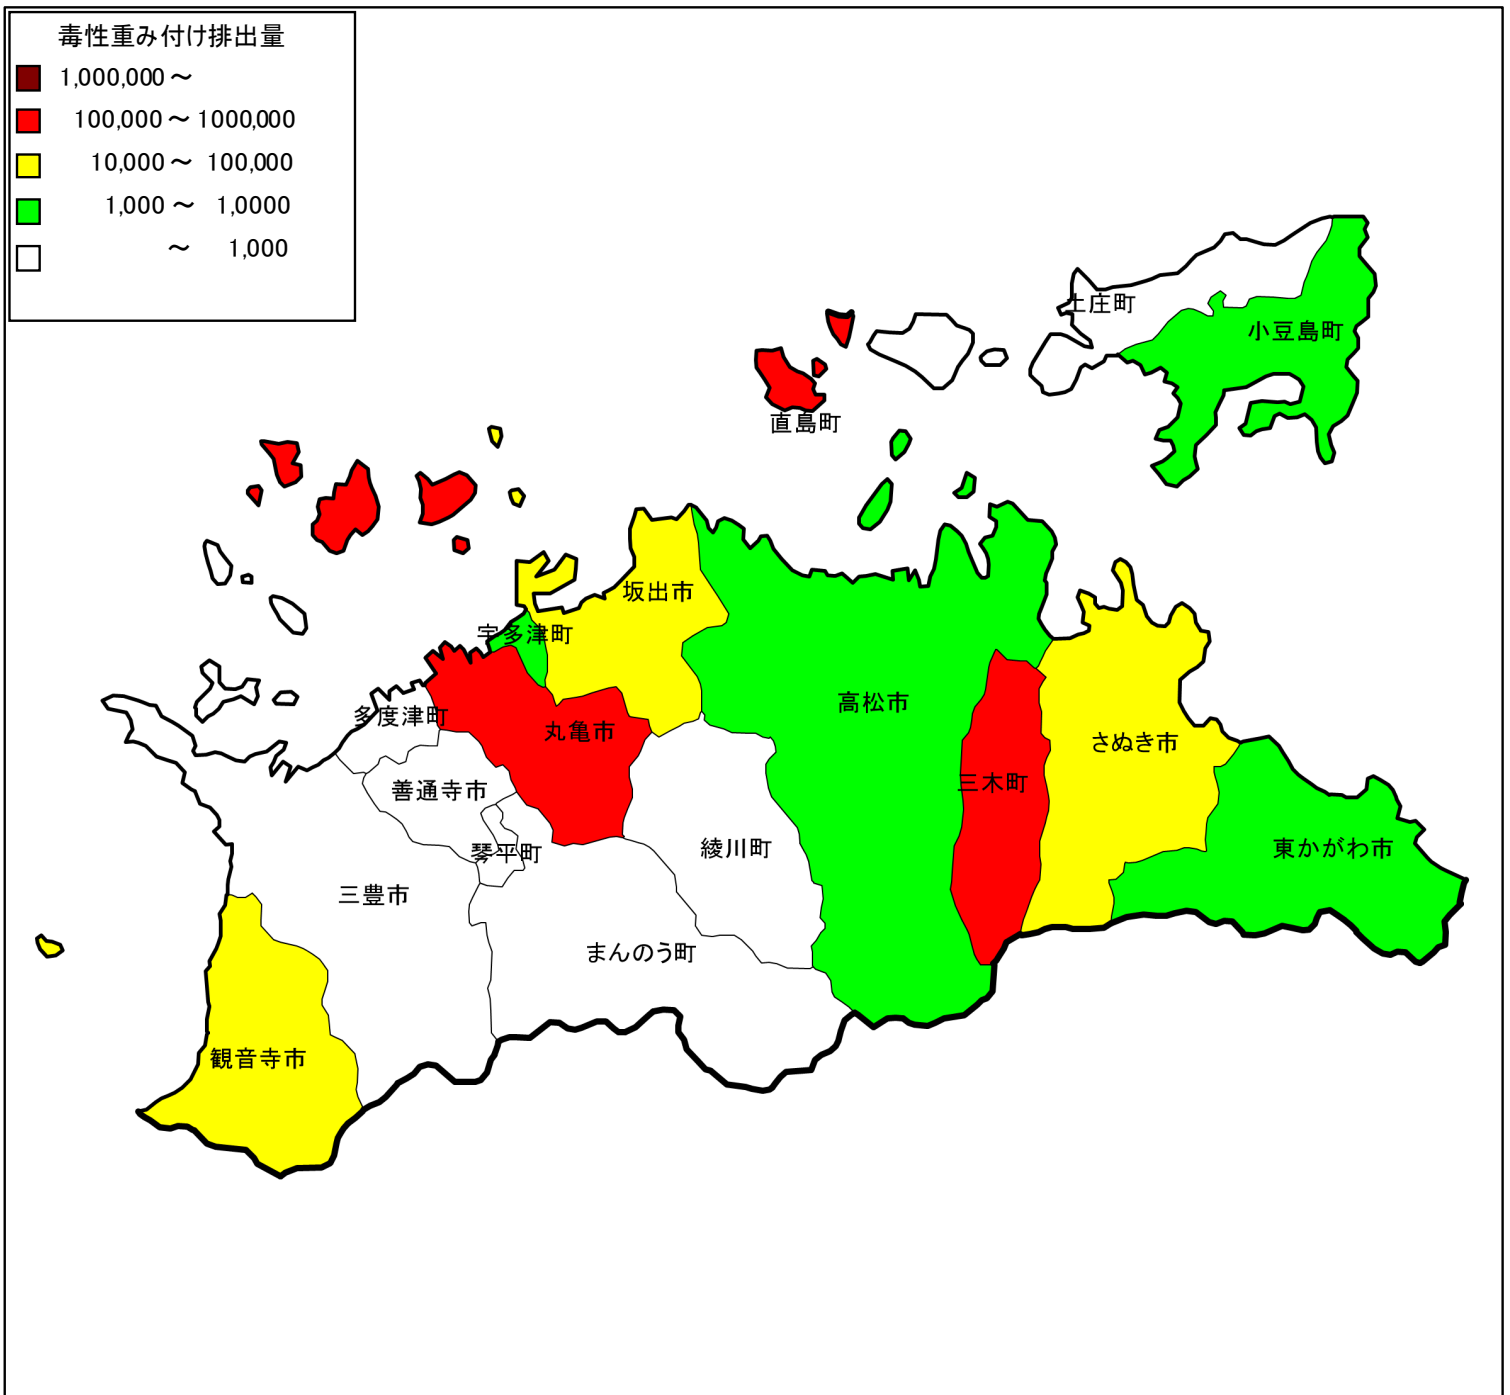 毒性重み付け排出量
1,000,000～
100,000～1000,000
10,000～ 100,000
1,000～ 1,0000
～ 1,000
土庄町
小豆島町
直島町
坂出市
宇多津町
高松市
多度津町
丸亀市
さぬき市
三木町
善通寺市
琴平町
綾川町
東かがわ市
三豊市
まんのう町
観音寺市